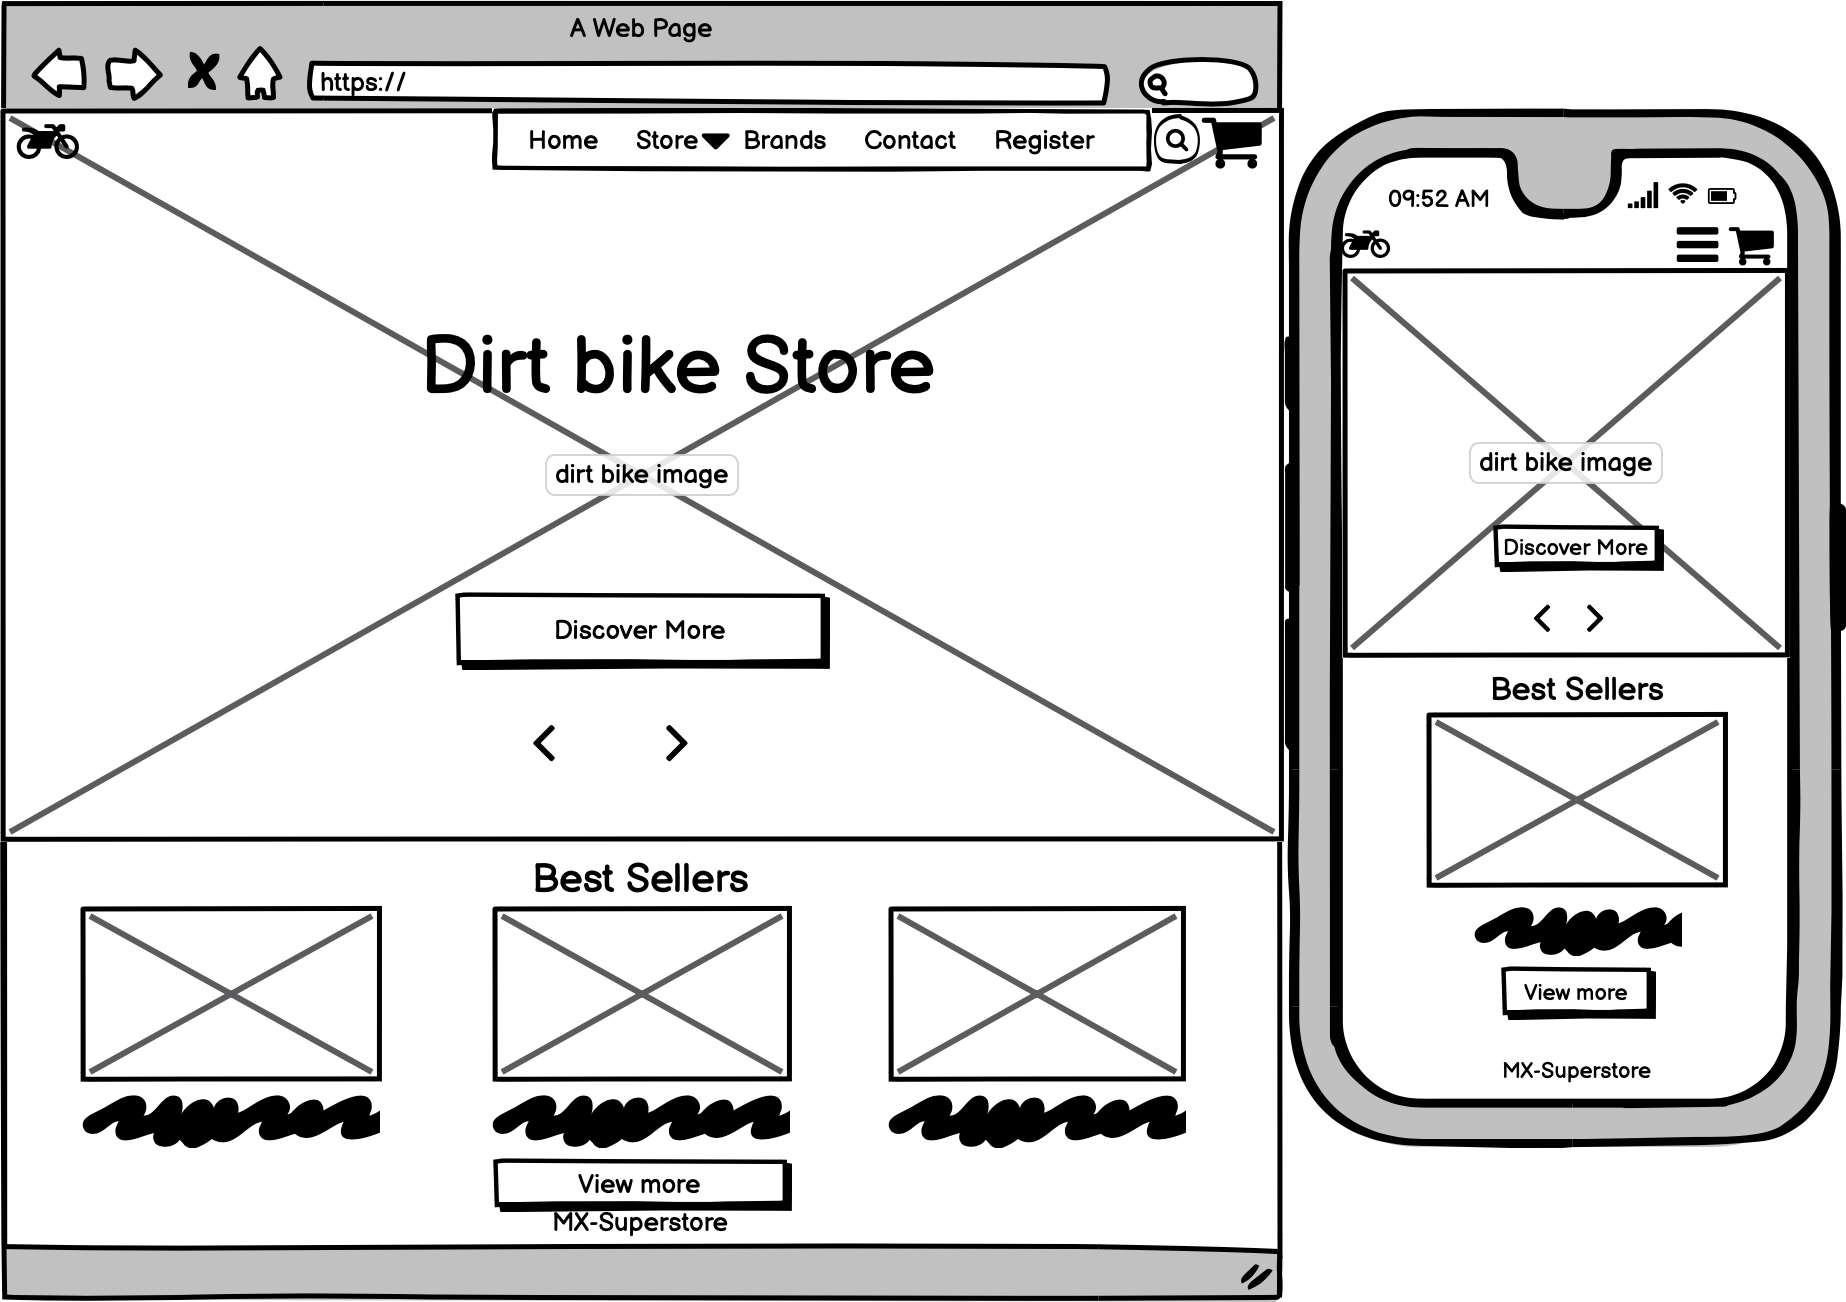 A Web Page
https://
Home Store Brands Contact Register
Dirt bike Store
dirt bike image
Discover More
Best Sellers
View more
MX-Superstore
09:52 AM
dirt bike image
Discover More
Best Sellers
View more
MX-Superstore